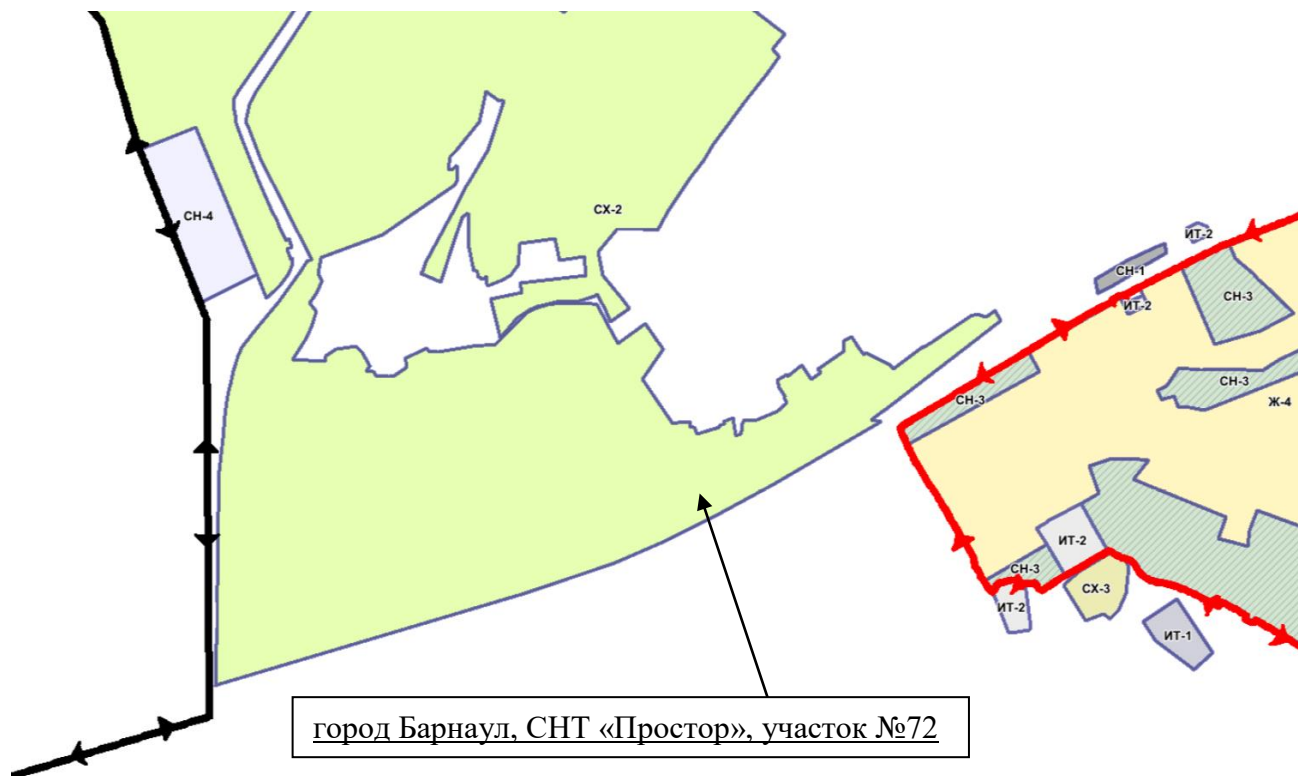 СН-4
СХ-2
ИТ-2
СН-1
СН-3
ИТ-2
СН-3
СН-3
Ж-4
ИТ-2
СН-3
СХ-3
ИТ-2
ИТ-1
город Барнаул, СНТ «Простор», участок №72